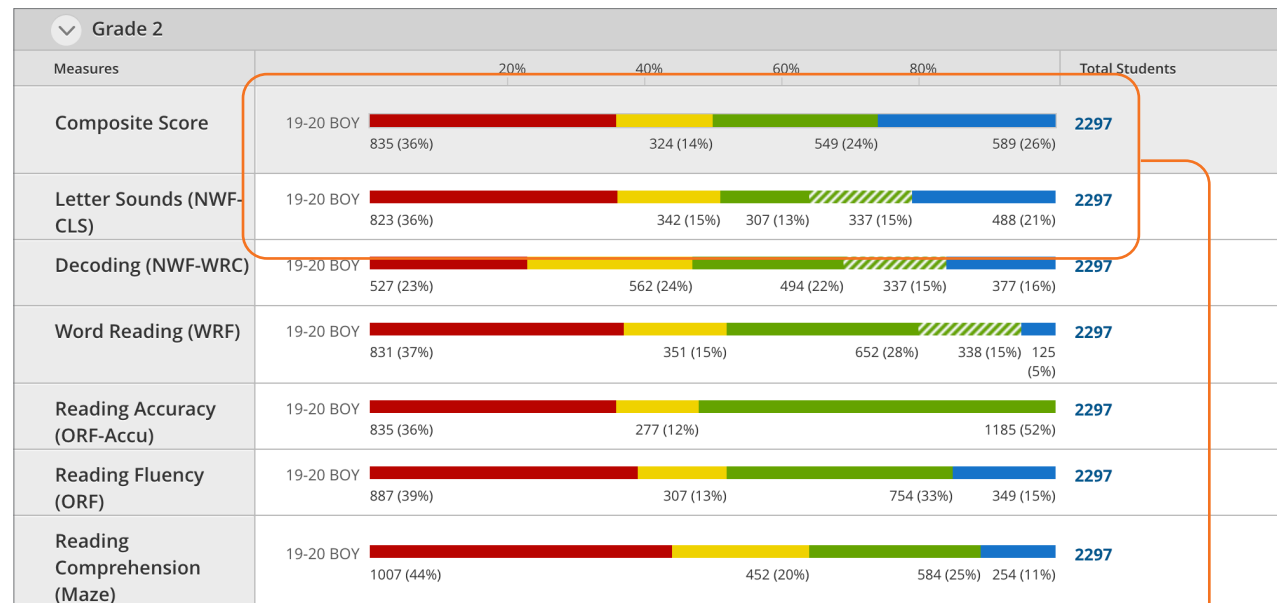 Grade 2
Measures 20% 40% 60% 80% Total Students
Composite Score 19-20 BOY 2297
835 (36%) 324 (14%) 549 (24%) 589 (26%)
Letter Sounds (NWF- 19-20 BOY 2297
CLS) 823 (36%) 342 (15%) 307 (13%) 337 (15%) 488 (21%)
Decoding (NWF-WRC) 19-20 BOY 2297
527 (23%) 562 (24%) 494 (22%) 337 (15%) 377 (16%)
Word Reading (WRF) 19-20 BOY 2297
831 (37%) 351 (15%) 652 (28%) 338 (15%) 125
(5%)
Reading Accuracy 19-20 BOY 2297
(ORF-Accu) 835 (36%) 277 (12%) 1185 (52%)
Reading Fluency 19-20 BOY 2297
(ORF) 887 (39%) 307 (13%) 754 (33%) 349 (15%)
Reading
Comprehension 19-20 BOY 2297
(Maze) 1007 (44%) 452 (20%) 584 (25%) 254 (11%)